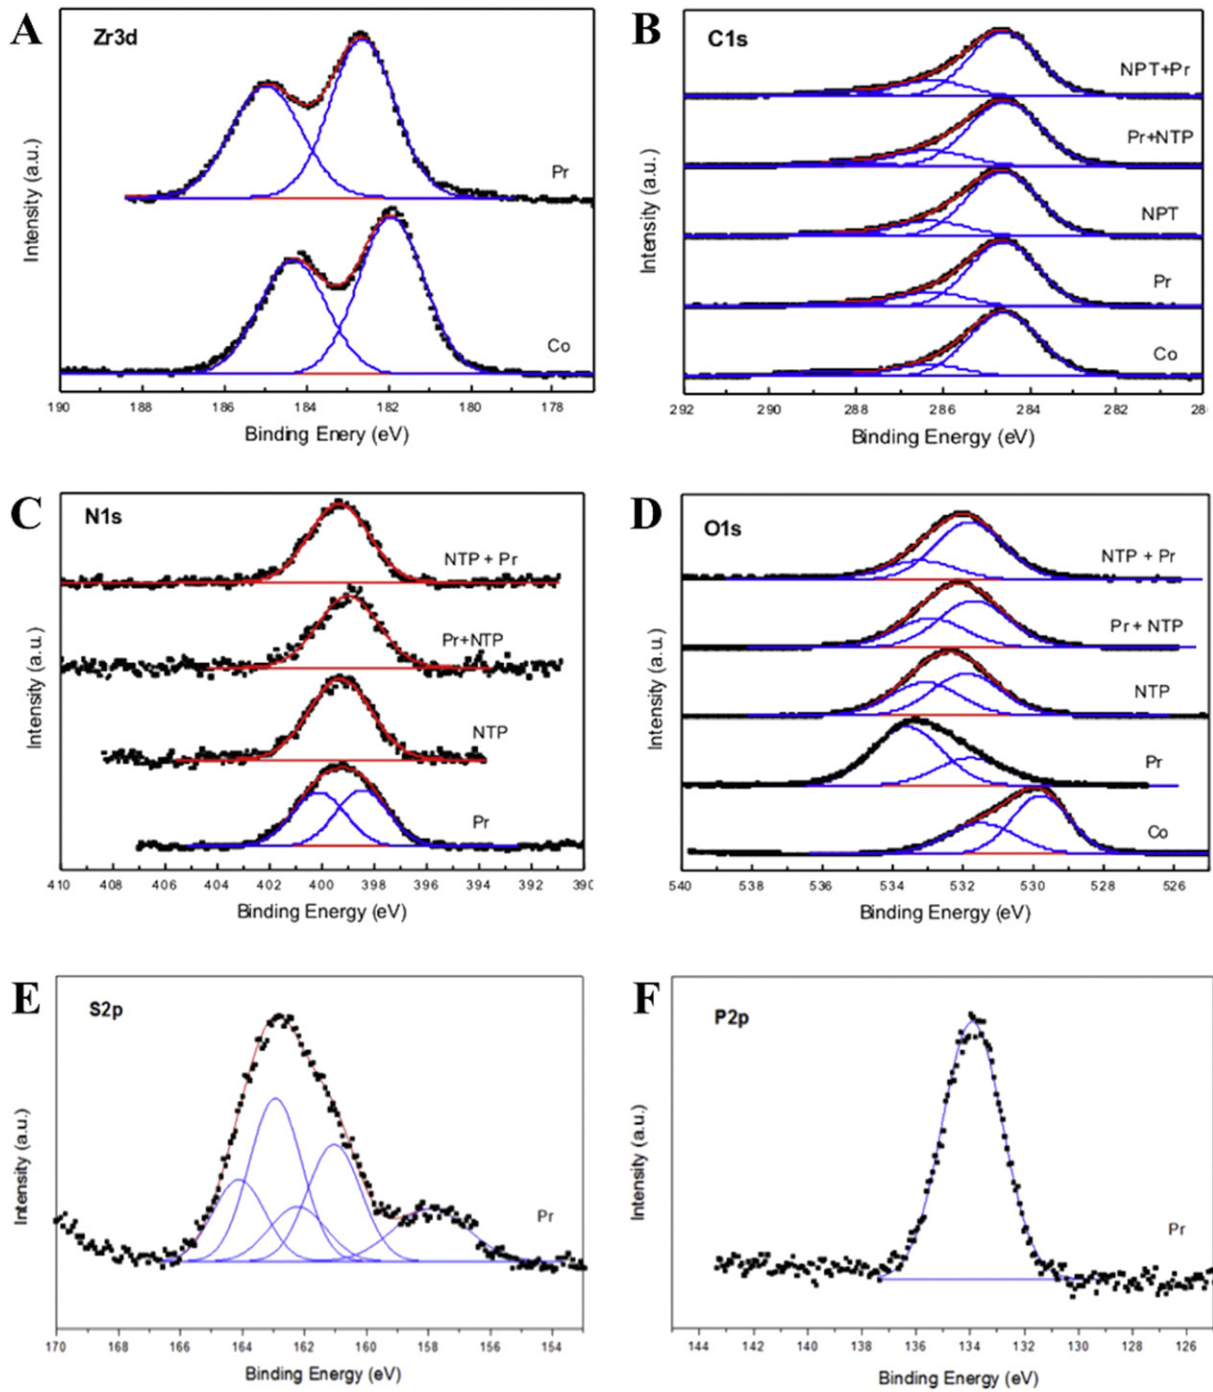 A
Zr3d
Intensity (a.u.)
Pr
Co
190 188 186 184 182 180 178
Binding Enery (eV)
B
C1s
Intensity (a.u.)
NPT+Pr
Pr+NTP
NPT
Pr
Co
292 290 288 286 284 282 28
Binding Energy (eV)
C
N1s
Intensity (a.u.)
NTP + Pr
Pr+NTP
NTP
Pr
410 408 406 404 402 400 398 396 394 392 390
Binding Energy (eV)
D
O1s
Intensity (a.u.)
NTP + Pr
Pr + NTP
NTP
Pr
Co
540 538 536 534 532 530 528 526
Binding Energy (eV)
E
S2p
Intensity (a.u.)
Pr
170 168 166 164 162 160 158 156 154
Binding Energy (eV)
F
P2p
Intensity (a.u.)
Pr
144 142 140 138 136 134 132 130 128 126
Binding Energy (eV)